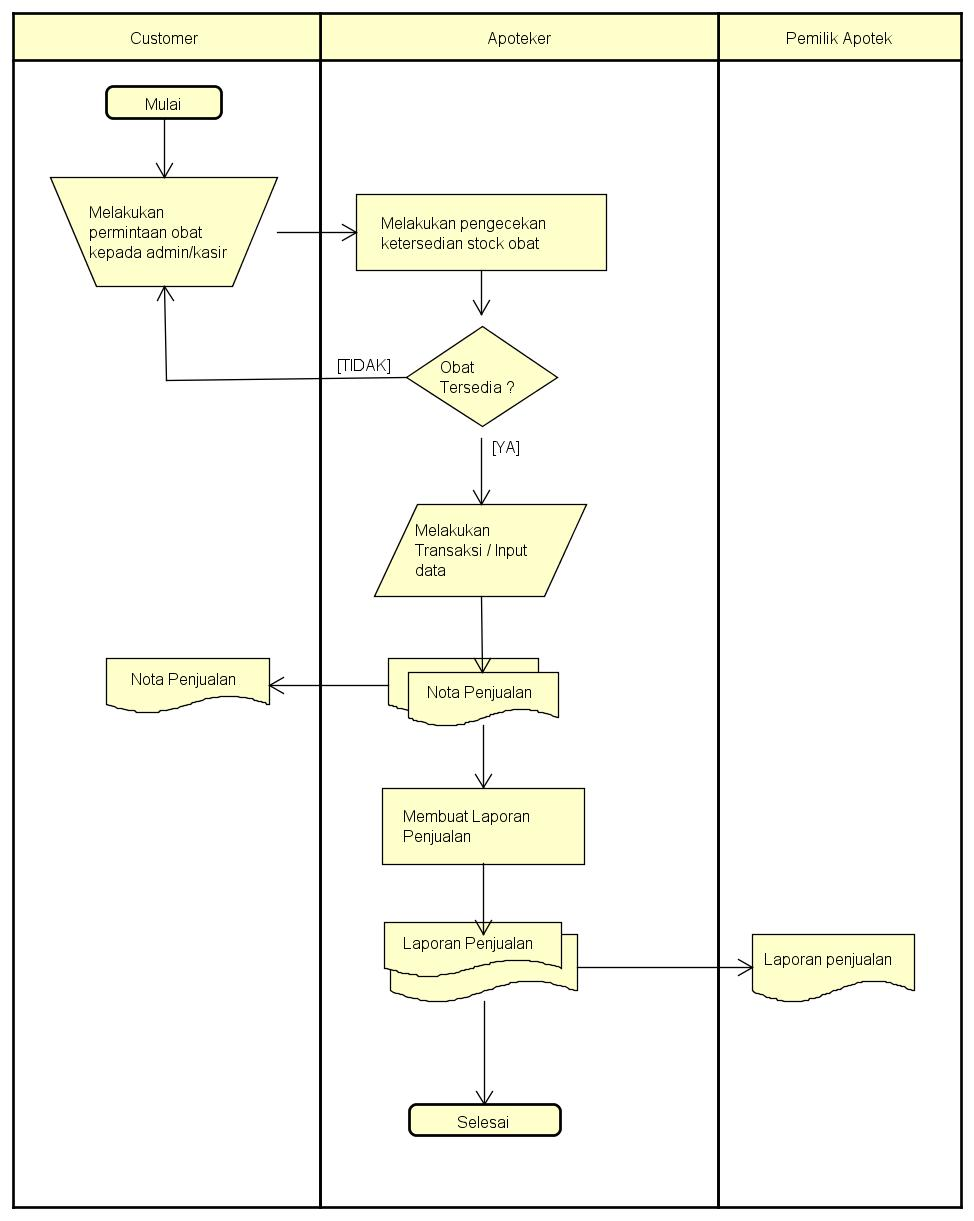 Customer
Apoteker
Pemilik Apotek
Mulai
Melakukan
permintaan obat
kepada admin/kasir
Melakukan pengecekan
ketersedian stock obat
[TIDAK]
Obat
Tersedia ?
[YA]
Melakukan
Transaksi / Input
data
Nota Penjualan
Nota Penjualan
Membuat Laporan
Penjualan
Laporan Penjualan
Laporan penjualan
Selesai